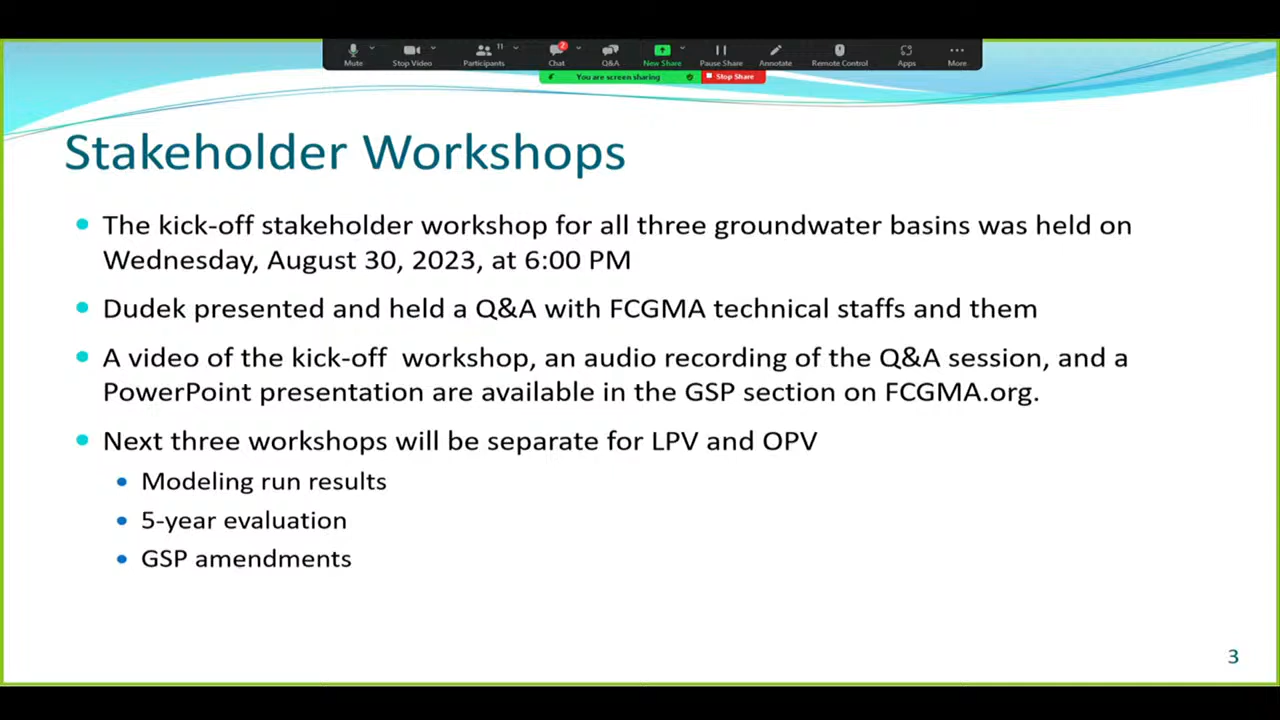 2
11
Mute
Stop Video
Participants
Chat
Q&A
New Share
Pause Share
Annotate
Remote Control
Apps
More
You are screen sharing
Stop Share
Stakeholder Workshops
The kick-off stakeholder workshop for all three groundwater basins was held on
Wednesday, August 30, 2023, at 6:00 PM
Dudek presented and held a Q&A with FCGMA technical staffs and them
A video of the kick-off  workshop, an audio recording of the Q&A session, and a
PowerPoint presentation are available in the GSP section on FCGMA.org.
Next three workshops will be separate for LPV and OPV
Modeling run results
5-year evaluation
GSP amendments
3